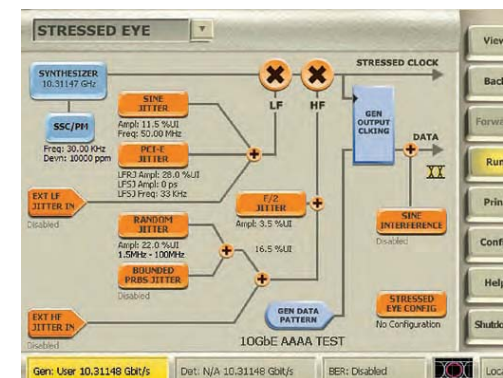 STRESSED EYE
SYNTHESIZER
10.31147 GHz
SSC/PM
Freq: 30.00 KHz
Devn: 10000 ppm
SINE
JITTER
Ampl: 11.5 %UI
Freq: 50.00 MHz
PCI-E
JITTER
LFRJ Ampl: 28.0 %UI
LFSJ Ampl: 0 ps
LFSJ Freq: 33 KHz
EXT LF
JITTER IN
Disabled
RANDOM
JITTER
Ampl: 22.0 %UI
1.5MHz - 100MHz
BOUNDED
PRBS JITTER
Disabled
EXT HF
JITTER IN
Disabled
LF
HF
F/2
JITTER
Ampl: 3.5 %UI
16.5 %UI
STRESSED CLOCK
GEN
OUTPUT
CLKING
DATA
SINE
INTERFERENCE
Disabled
GEN DATA
PATTERN
10GbE AAAA TEST
STRESSED
EYE CONFIG
No Configuration
View
Back
Forwa
Run
Prin
Confi
Help
Shutdo
Gen: User 10.31148 Gbit/s
Det: N/A 10.31148 Gbit/s
BER: Disabled
Loc